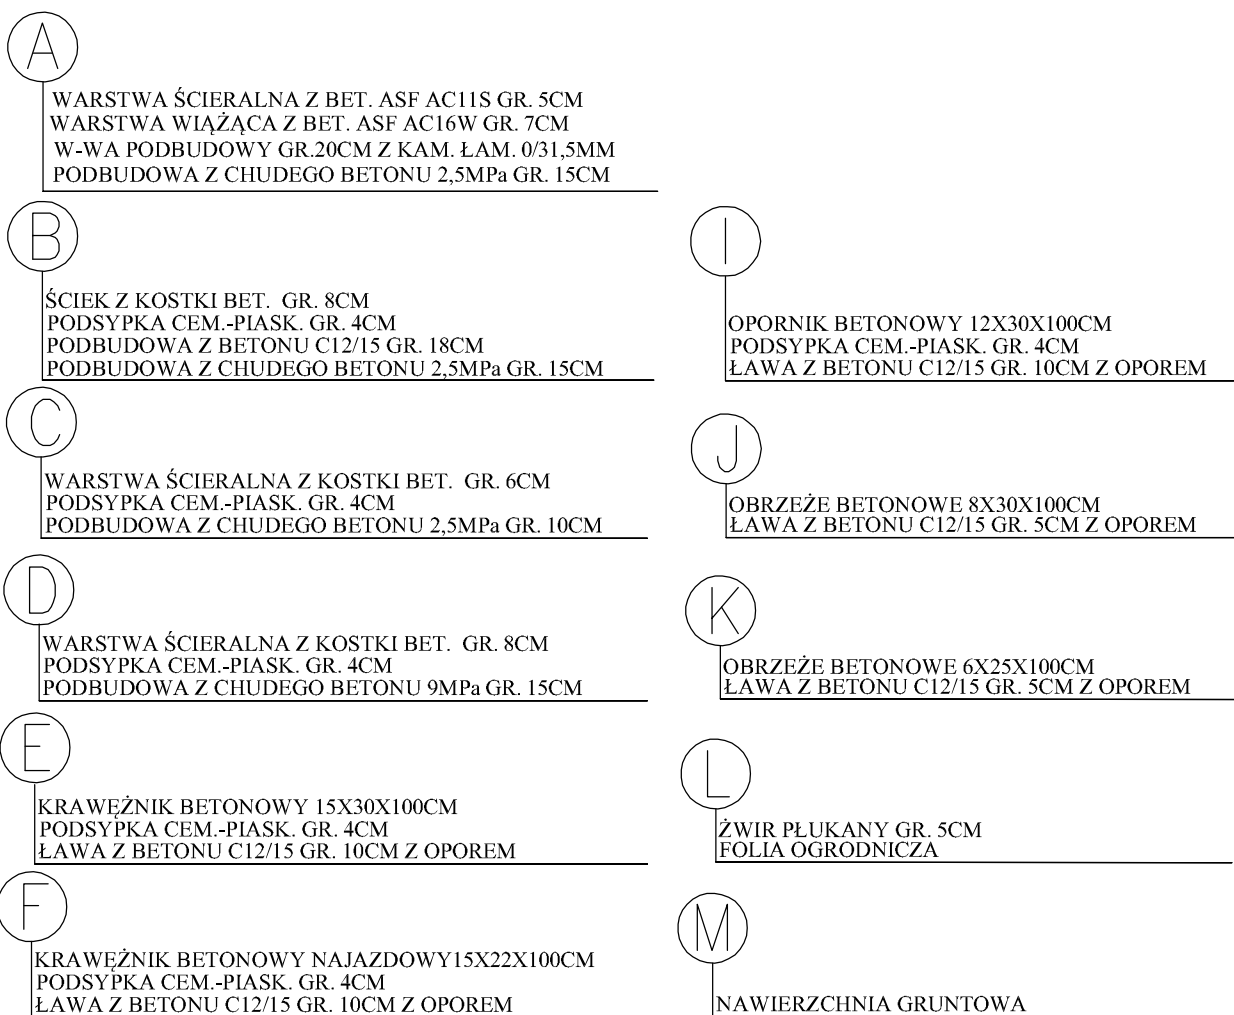 A
WARSTWA ŚCIERALNA Z BET. ASF AC11S GR. 5CM
WARSTWA WIĄŻĄCA Z BET. ASF AC16W GR. 7CM
W-WA PODBUDOWY GR.20CM Z KAM. ŁAM. 0/31,5MM
PODBUDOWA Z CHUDEGO BETONU 2,5MPa GR. 15CM
B
ŚCIEK Z KOSTKI BET. GR. 8CM
PODSYPKA CEM.-PIASK. GR. 4CM
PODBUDOWA Z BETONU C12/15 GR. 18CM
PODBUDOWA Z CHUDEGO BETONU 2,5MPa GR. 15CM
C
WARSTWA ŚCIERALNA Z KOSTKI BET. GR. 6CM
PODSYPKA CEM.-PIASK. GR. 4CM
PODBUDOWA Z CHUDEGO BETONU 2,5MPa GR. 10CM
D
WARSTWA ŚCIERALNA Z KOSTKI BET. GR. 8CM
PODSYPKA CEM.-PIASK. GR. 4CM
PODBUDOWA Z CHUDEGO BETONU 9MPa GR. 15CM
E
KRAWĘŻNIK BETONOWY 15X30X100CM
PODSYPKA CEM.-PIASK. GR. 4CM
ŁAWA Z BETONU C12/15 GR. 10CM Z OPOREM
F
KRAWĘŻNIK BETONOWY NAJAZDOWY15X22X100CM
PODSYPKA CEM.-PIASK. GR. 4CM
ŁAWA Z BETONU C12/15 GR. 10CM Z OPOREM
I
OPORNIK BETONOWY 12X30X100CM
PODSYPKA CEM.-PIASK. GR. 4CM
ŁAWA Z BETONU C12/15 GR. 10CM Z OPOREM
J
OBRZEŻE BETONOWE 8X30X100CM
ŁAWA Z BETONU C12/15 GR. 5CM Z OPOREM
K
OBRZEŻE BETONOWE 6X25X100CM
ŁAWA Z BETONU C12/15 GR. 5CM Z OPOREM
L
ŻWIR PŁUKANY GR. 5CM
FOLIA OGRODNICZA
M
NAWIERZCHNIA GRUNTOWA